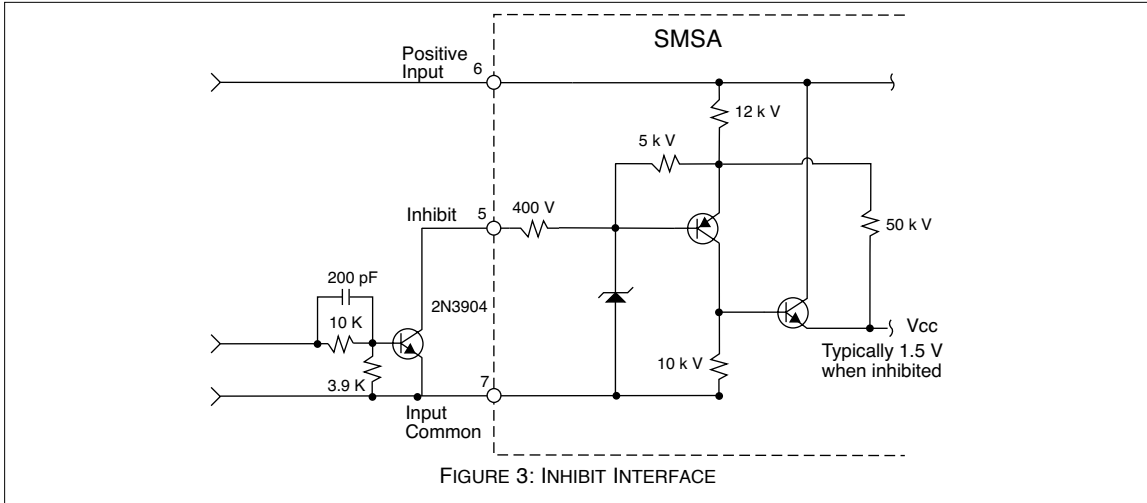 SMSA
Positive
Input
6
12 k V
5 k V
Inhibit
5
400 V
50 k V
200 pF
2N3904
10 K
Vcc
Typically 1.5 V
when inhibited
10 k V
3.9 K
7
Input
Common
FIGURE 3: INHIBIT INTERFACE